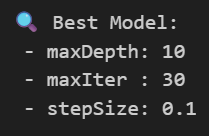 🔍 Best Model:
- maxDepth: 10
- maxIter : 30
- stepSize: 0.1